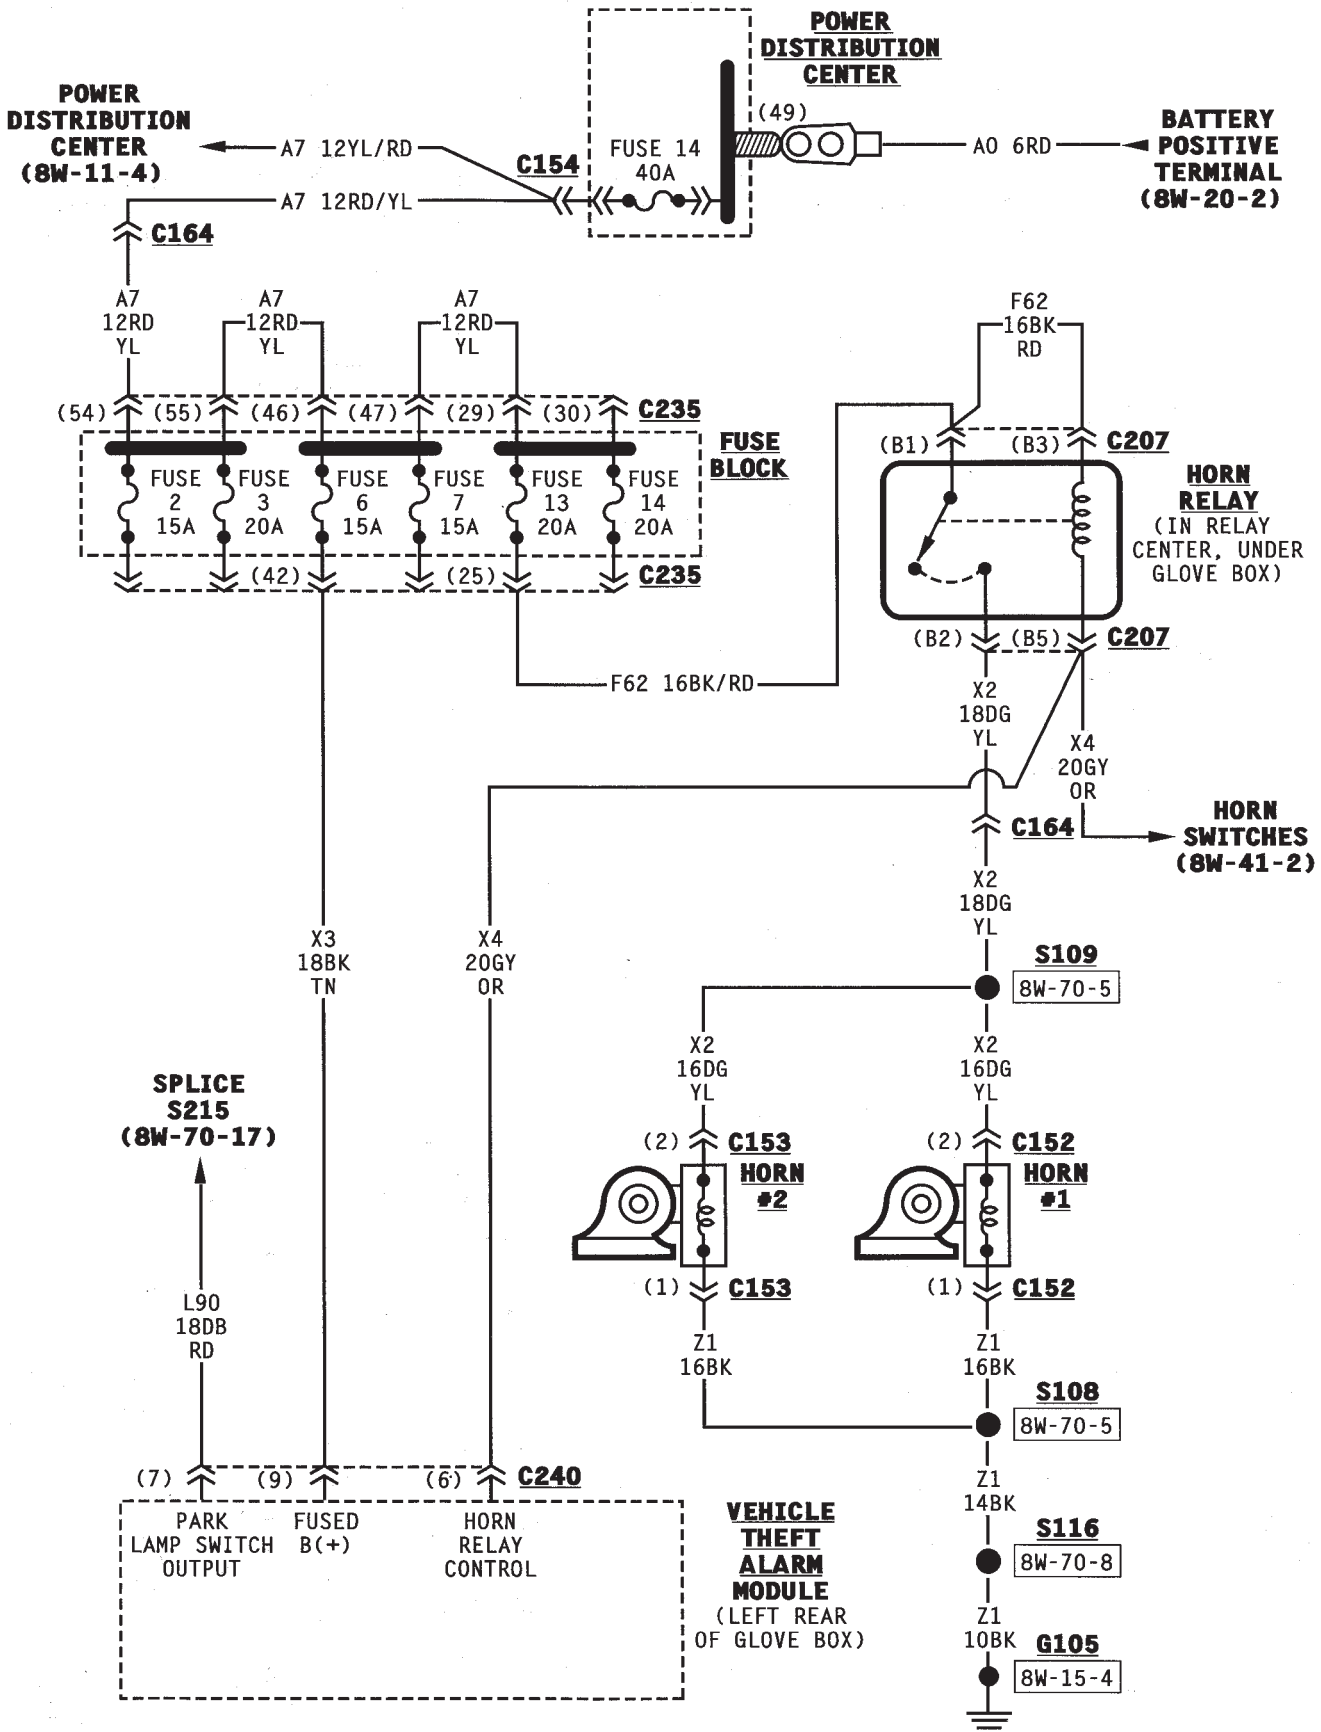 POWER
DISTRIBUTION
CENTER
POWER
DISTRIBUTION
CENTER
(8W-11-4)
A7 12YL/RD
C154
FUSE 14
40A
(49)
A0 6RD
BATTERY
POSITIVE
TERMINAL
(8W-20-2)
A7 12RD/YL
C164
A7
12RD
YL
A7
12RD
YL
A7
12RD
YL
F62
16BK
RD
(54)
(55)
(46)
(47)
(29)
(30)
C235
FUSE
BLOCK
FUSE
2
15A
FUSE
3
20A
FUSE
6
15A
FUSE
7
15A
FUSE
13
20A
FUSE
14
20A
(42)
(25)
C235
(B1)
(B3)
C207
HORN
RELAY
(IN RELAY
CENTER, UNDER
GLOVE BOX)
(B2)
(B5)
C207
F62 16BK/RD
X2
18DG
YL
X4
20GY
OR
C164
HORN
SWITCHES
(8W-41-2)
X2
18DG
YL
X3
18BK
TN
X4
20GY
OR
S109
8W-70-5
X2
16DG
YL
X2
16DG
YL
SPLICE
S215
(8W-70-17)
(2)
C153
HORN
#2
(2)
C152
HORN
#1
(1)
C153
(1)
C152
L90
18DB
RD
Z1
16BK
Z1
16BK
S108
8W-70-5
(7)
(9)
(6)
C240
Z1
14BK
PARK
LAMP SWITCH
OUTPUT
FUSED
B(+)
HORN
RELAY
CONTROL
VEHICLE
THEFT
ALARM
MODULE
(LEFT REAR
OF GLOVE BOX)
S116
8W-70-8
Z1
10BK
G105
8W-15-4